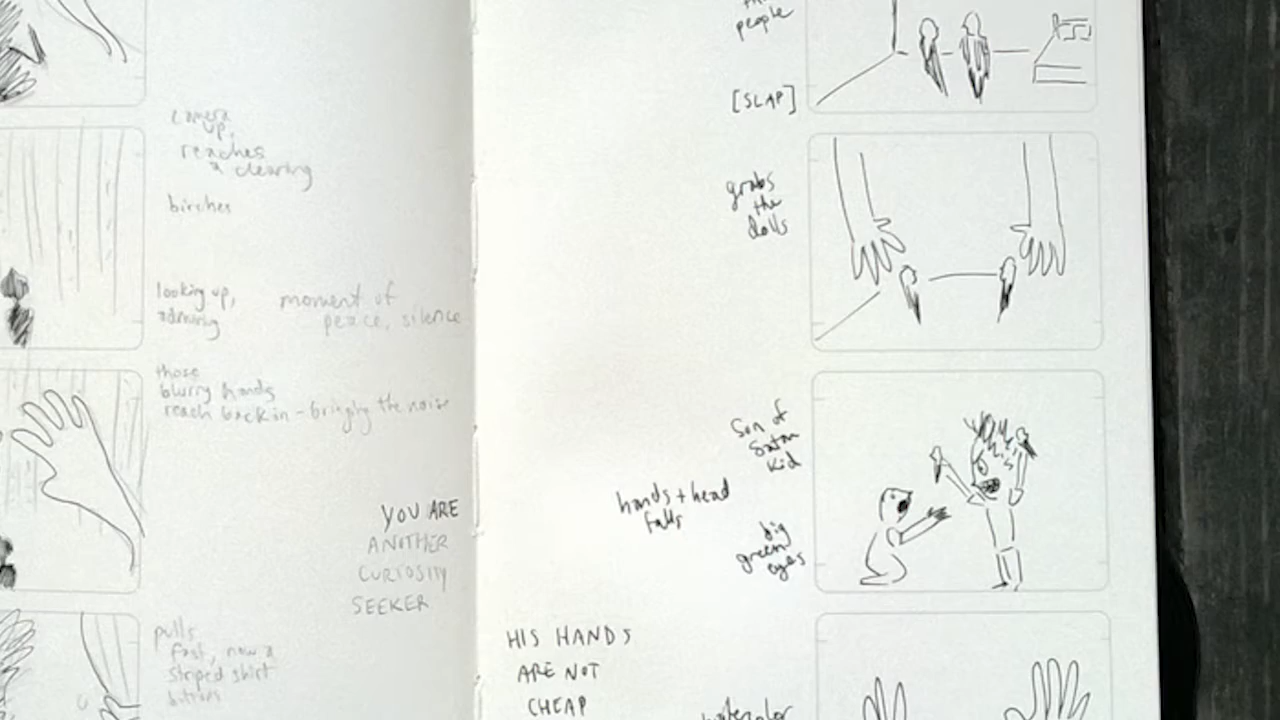 camera
up,
reaches
a clearing
birches
looking up,
admiring
moment of
peace, silence
those
blurry hands
reach back in - bringing the noise
YOU ARE
ANOTHER
CURIOSITY
SEEKER
pulls
fast, now a
striped shirt
buttons
people
[SLAP]
grabs
the
dolls
Son of
Satan
Kid
hands + head
falls
big
green
eyes
HIS HANDS
ARE NOT
CHEAP
watercolor